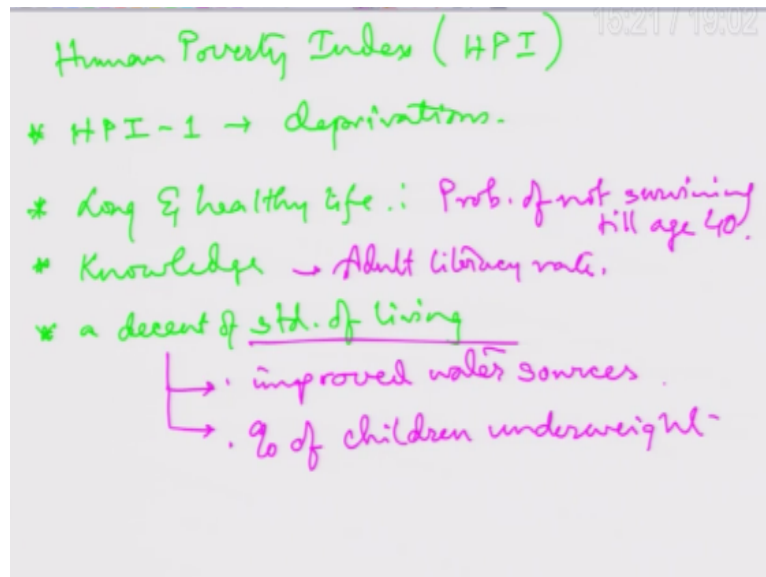 15:21 / 19:02
Human Poverty Index (HPI)
* HPI-1 → deprivations.
* Long & healthy life.: Prob. of not surviving
till age 40.
* Knowledge → Adult literacy rate.
* a decent of std. of living
→ . improved water sources.
→ . % of children underweight-